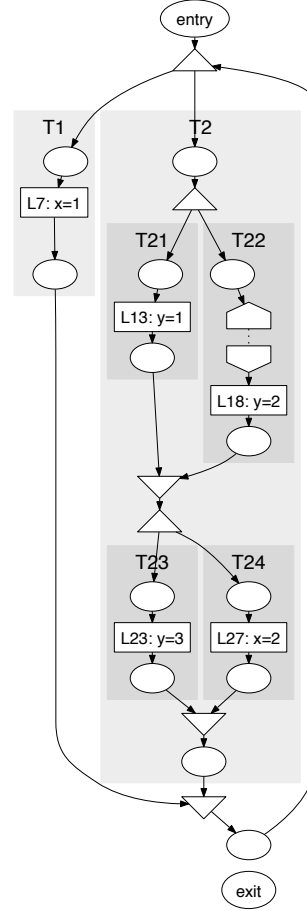 entry
T1
T2
L7: x=1
T21
T22
L13: y=1
L18: y=2
T23
T24
L23: y=3
L27: x=2
exit